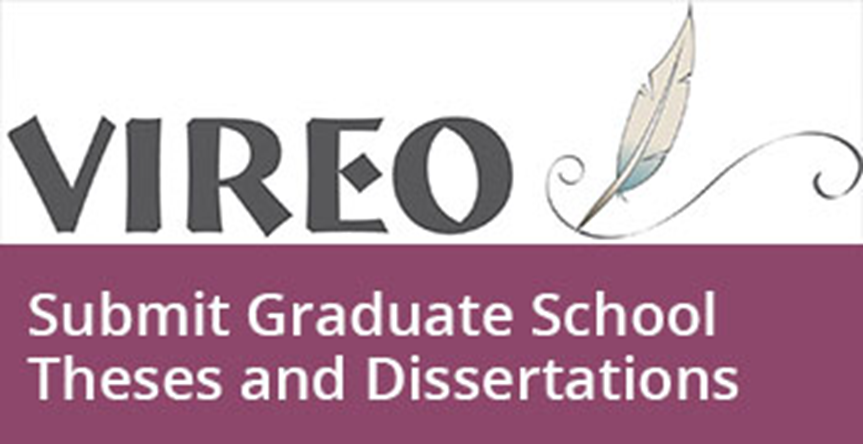 VIREO
Submit Graduate School
Theses and Dissertations